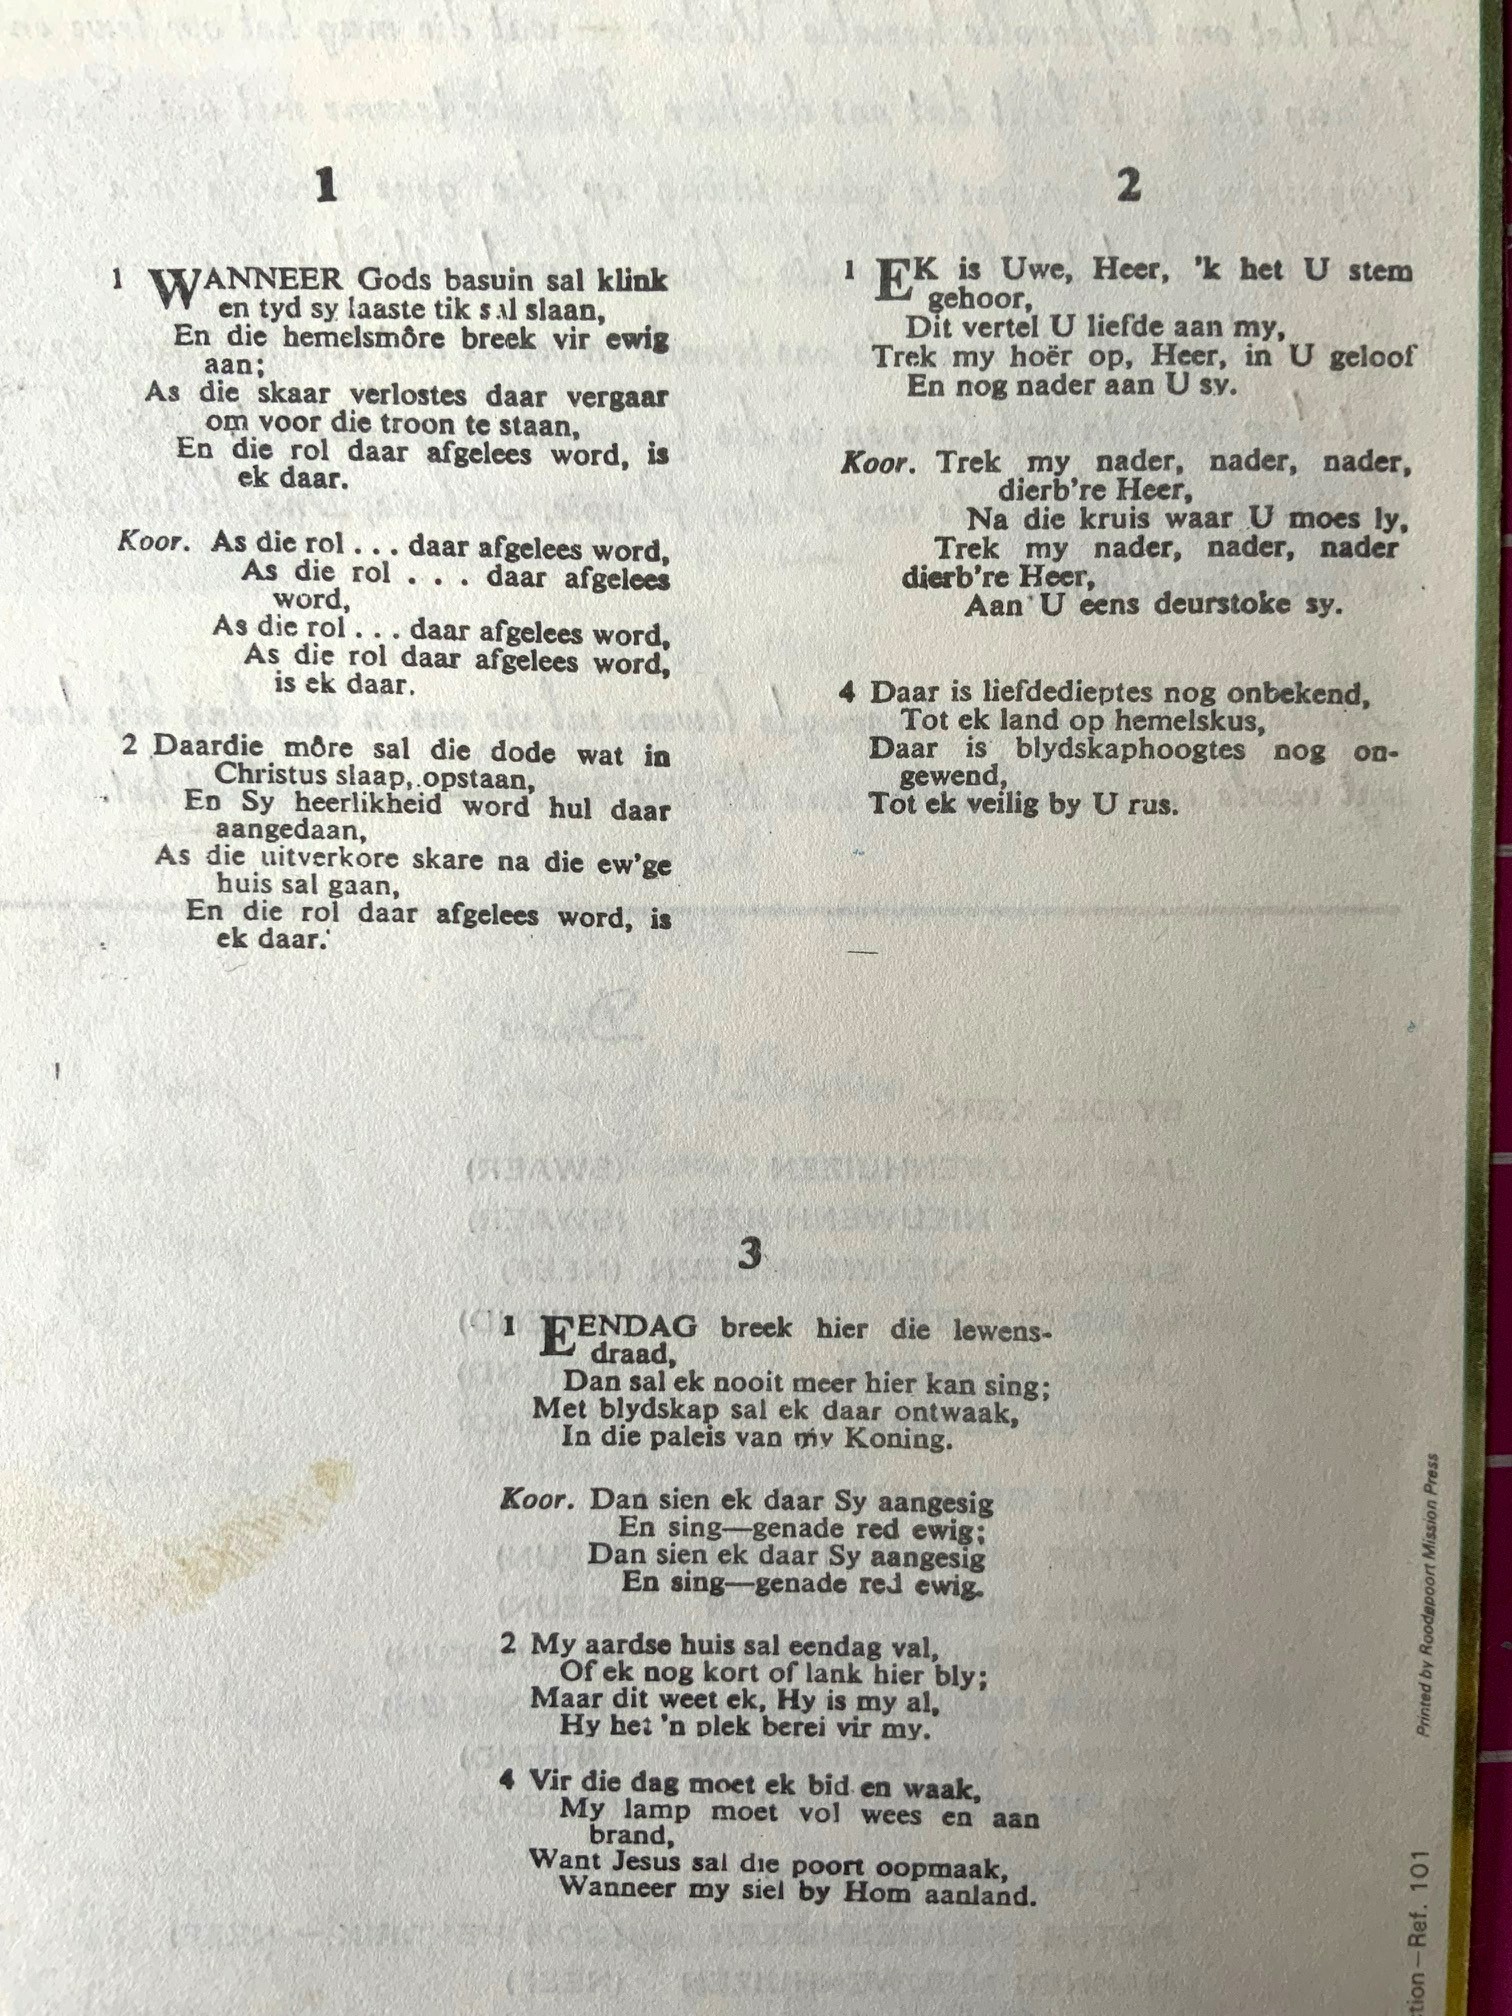 1
1 WANNEER Gods basuin sal klink
en tyd sy laaste tik sal slaan,
En die hemelsmôre breek vir ewig
aan;
As die skaar verlostes daar vergaar
om voor die troon te staan,
En die rol daar afgelees word, is
ek daar.
Koor. As die rol . . . daar afgelees word,
As die rol . . . daar afgelees
word,
As die rol . . . daar afgelees word,
As die rol daar afgelees word,
is ek daar.
2 Daardie môre sal die dode wat in
Christus slaap, opstaan,
En Sy heerlikheid word hul daar
aangedaan,
As die uitverkore skare na die ew'ge
huis sal gaan,
En die rol daar afgelees word, is
ek daar.
2
1 EK is Uwe, Heer, 'k het U stem
gehoor,
Dit vertel U liefde aan my,
Trek my hoër op, Heer, in U geloof
En nog nader aan U sy.
Koor. Trek my nader, nader, nader,
dierb're Heer,
Na die kruis waar U moes ly,
Trek my nader, nader, nader
dierb're Heer,
Aan U eens deurstoke sy.
4 Daar is liefdedieptes nog onbekend,
Tot ek land op hemelskus,
Daar is blydskaphoogtes nog on-
gewend,
Tot ek veilig by U rus.
3
1 EENDAG breek hier die lewens-
draad,
Dan sal ek nooit meer hier kan sing;
Met blydskap sal ek daar ontwaak,
In die paleis van my Koning.
Koor. Dan sien ek daar Sy aangesig
En sing—genade red ewig;
Dan sien ek daar Sy aangesig
En sing—genade red ewig.
2 My aardse huis sal eendag val,
Of ek nog kort of lank hier bly;
Maar dit weet ek, Hy is my al,
Hy het 'n plek berei vir my.
4 Vir die dag moet ek bid en waak,
My lamp moet vol wees en aan
brand,
Want Jesus sal die poort oopmaak,
Wanneer my siel by Hom aanland.
Printed by Roodepoort Mission Press
tion—Ref. 101